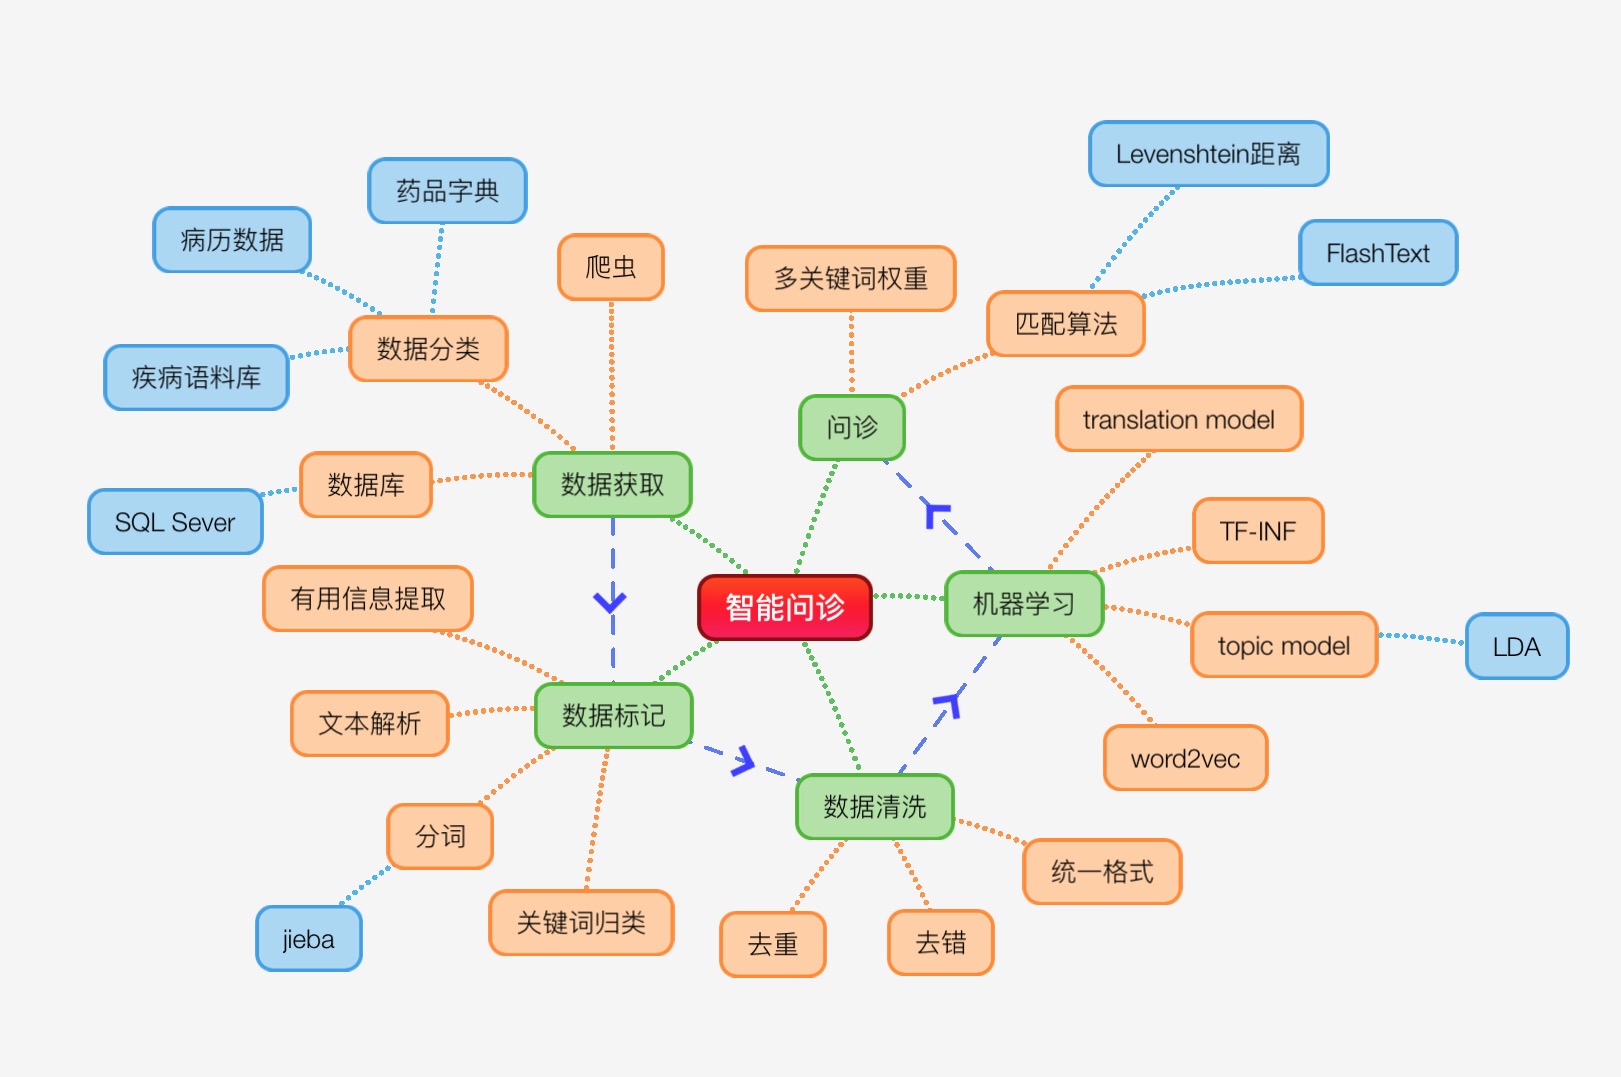 Levenshtein距离
药品字典
病历数据
FlashText
爬虫
多关键词权重
匹配算法
数据分类
疾病语料库
translation model
问诊
数据库
数据获取
SQL Sever
TF-INF
有用信息提取
智能问诊
机器学习
topic model
LDA
文本解析
数据标记
word2vec
数据清洗
分词
统一格式
关键词归类
jieba
去重
去错